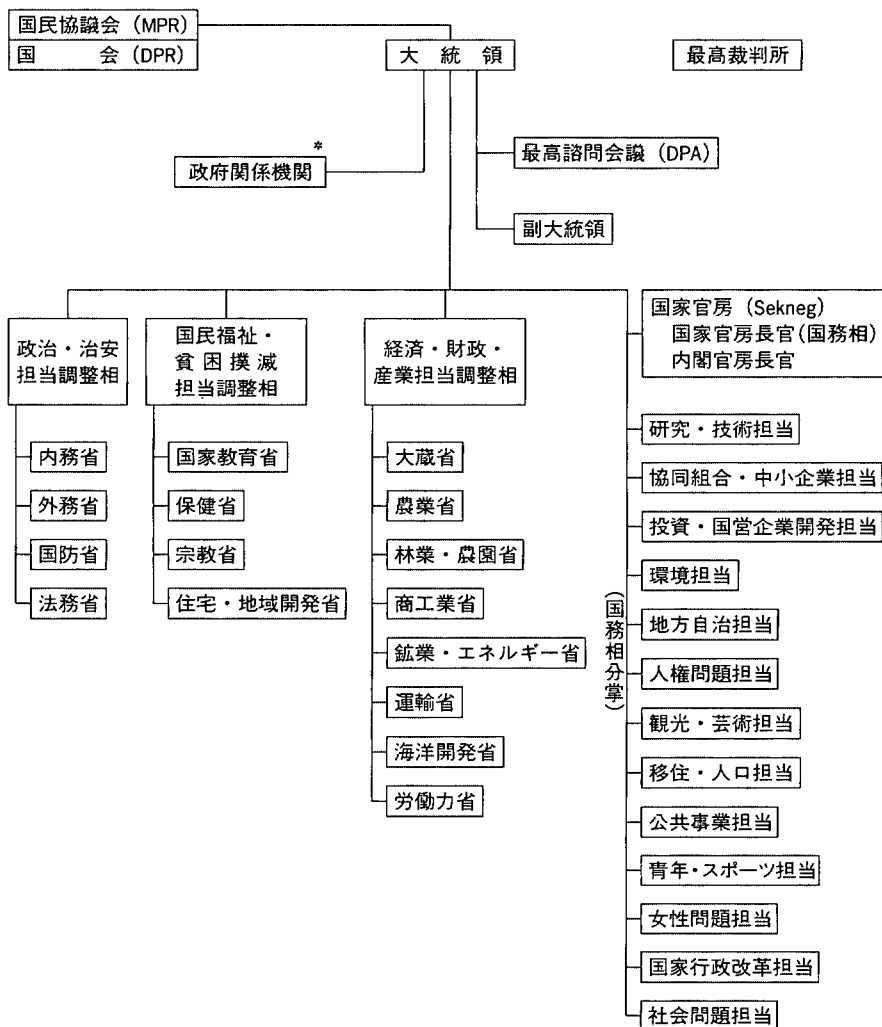 国民協議会 (MPR)
国 会 (DPR)
大 統 領
最高裁判所
*
政府関係機関
最高諮問会議 (DPA)
副大統領
政治・治安
担当調整相
内務省
外務省
国防省
法務省
国民福祉・
貧困撲滅
担当調整相
国家教育省
保健省
宗教省
住宅・地域開発省
経済・財政・
産業担当調整相
大蔵省
農業省
林業・農園省
商工業省
鉱業・エネルギー省
運輸省
海洋開発省
労働力省
国家官房 (Sekneg)
国家官房長官(国務相)
内閣官房長官
(国務相分掌)
研究・技術担当
協同組合・中小企業担当
投資・国営企業開発担当
環境担当
地方自治担当
人権問題担当
観光・芸術担当
移住・人口担当
公共事業担当
青年・スポーツ担当
女性問題担当
国家行政改革担当
社会問題担当